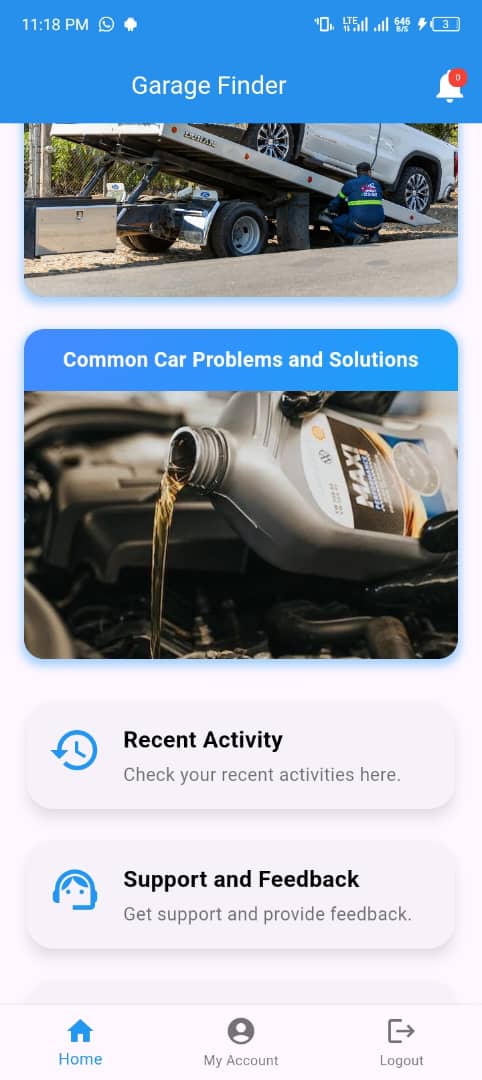 11:18 PM
LTE
646
B/S
3
Garage Finder
0
Common Car Problems and Solutions
MAXI
Recent Activity
Check your recent activities here.
Support and Feedback
Get support and provide feedback.
Home
My Account
Logout